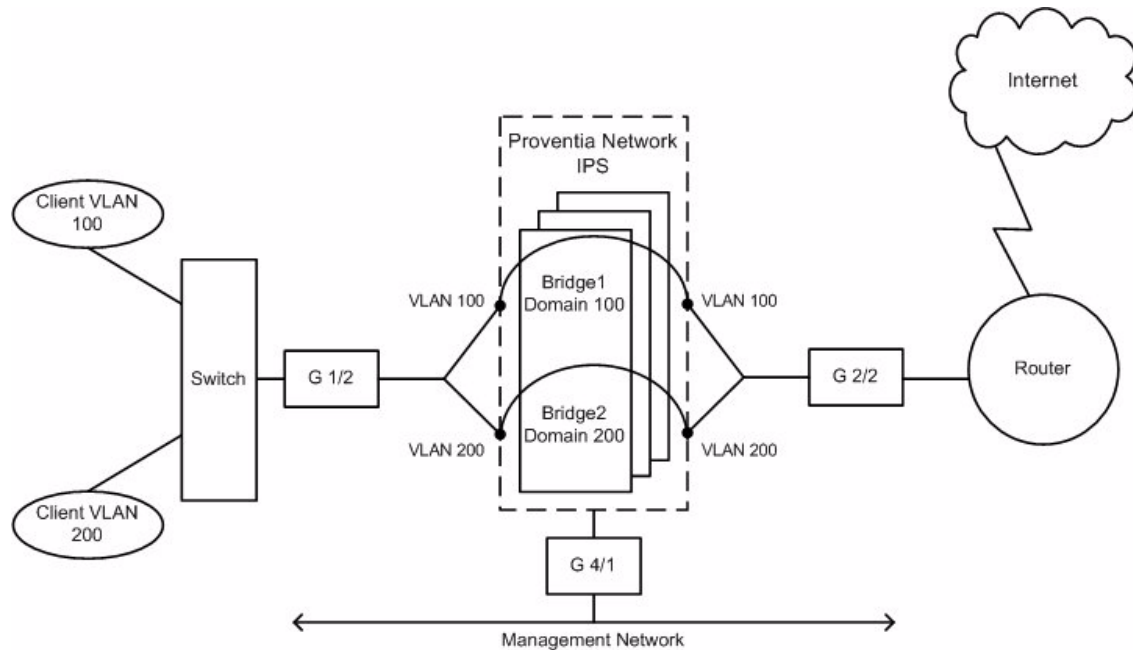 Internet
Proventia Network
IPS
Client VLAN
100
VLAN 100
Bridge1
Domain 100
VLAN 100
Switch
G 1/2
G 2/2
Router
Bridge2
Domain 200
VLAN 200
VLAN 200
Client VLAN
200
G 4/1
Management Network